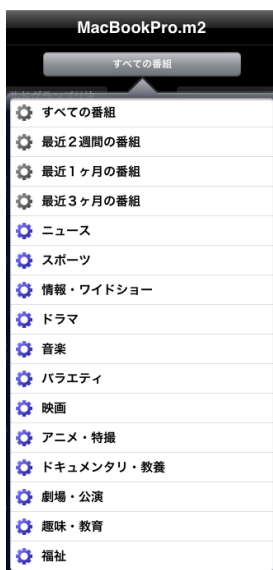 MacBookPro.m2
すべての番組
すべての番組
最近2週間の番組
最近1ヶ月の番組
最近3ヶ月の番組
ニュース
スポーツ
情報・ワイドショー
ドラマ
音楽
バラエティ
映画
アニメ・特撮
ドキュメンタリ・教養
劇場・公演
趣味・教育
福祉